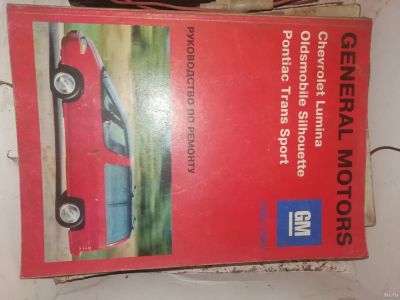 GENERAL MOTORS
Chevrolet Lumina
Oldsmobile Silhouette
Pontiac Trans Sport
GM
РУКОВОДСТВО ПО РЕМОНТУ